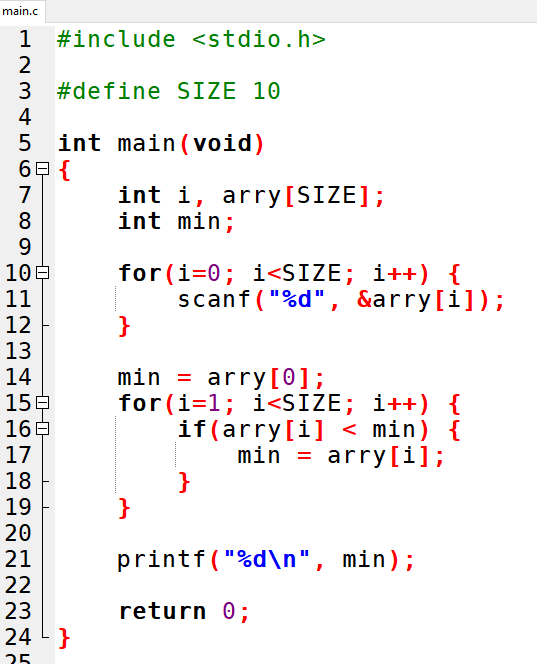 main.c
1 #include <stdio.h>
2
3 #define SIZE 10
4
5 int main(void)
6 {
7     int i, arry[SIZE];
8     int min;
9
10     for(i=0; i<SIZE; i++) {
11         scanf("%d", &arry[i]);
12     }
13
14     min = arry[0];
15     for(i=1; i<SIZE; i++) {
16         if(arry[i] < min) {
17             min = arry[i];
18         }
19     }
20
21     printf("%d\n", min);
22
23     return 0;
24 }
25